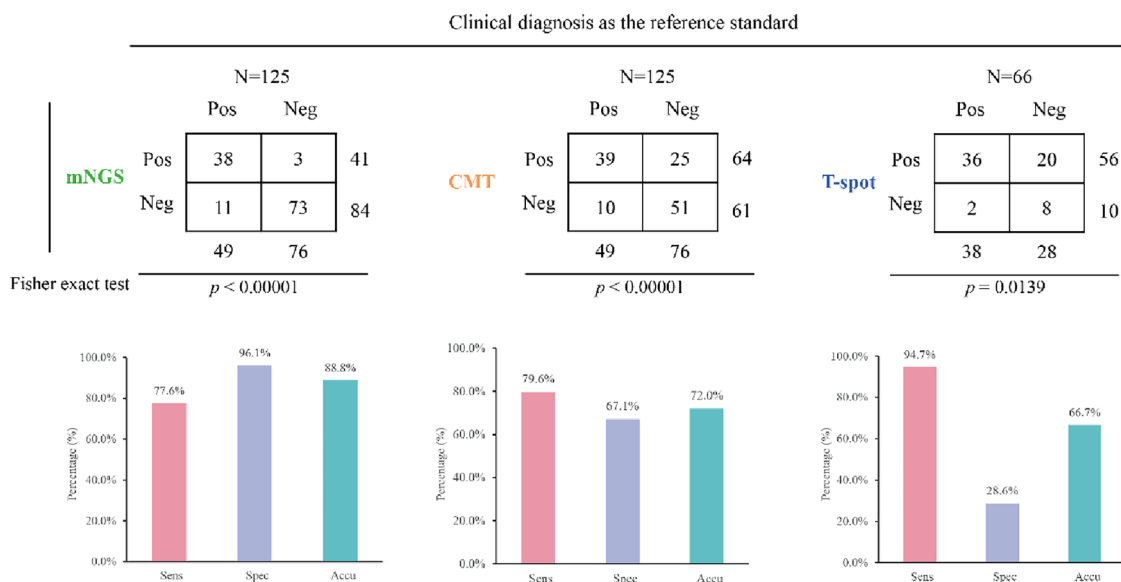 Clinical diagnosis as the reference standard
N=125
Pos Neg
mNGS
Pos 38 3 41
Neg 11 73 84
49 76
N=125
Pos Neg
CMT
Pos 39 25 64
Neg 10 51 61
49 76
N=66
Pos Neg
T-spot
Pos 36 20 56
Neg 2 8 10
38 28
Fisher exact test
p < 0.00001
p < 0.00001
p = 0.0139
Percentage (%)
100.0%
80.0%
60.0%
40.0%
20.0%
0.0%
77.6%
96.1%
88.8%
Sens Spec Accu
Percentage (%)
100.0%
80.0%
60.0%
40.0%
20.0%
0.0%
79.6%
67.1%
72.0%
Sens Spec Accu
Percentage (%)
100.0%
80.0%
60.0%
40.0%
20.0%
0.0%
94.7%
28.6%
66.7%
Sens Spec Accu